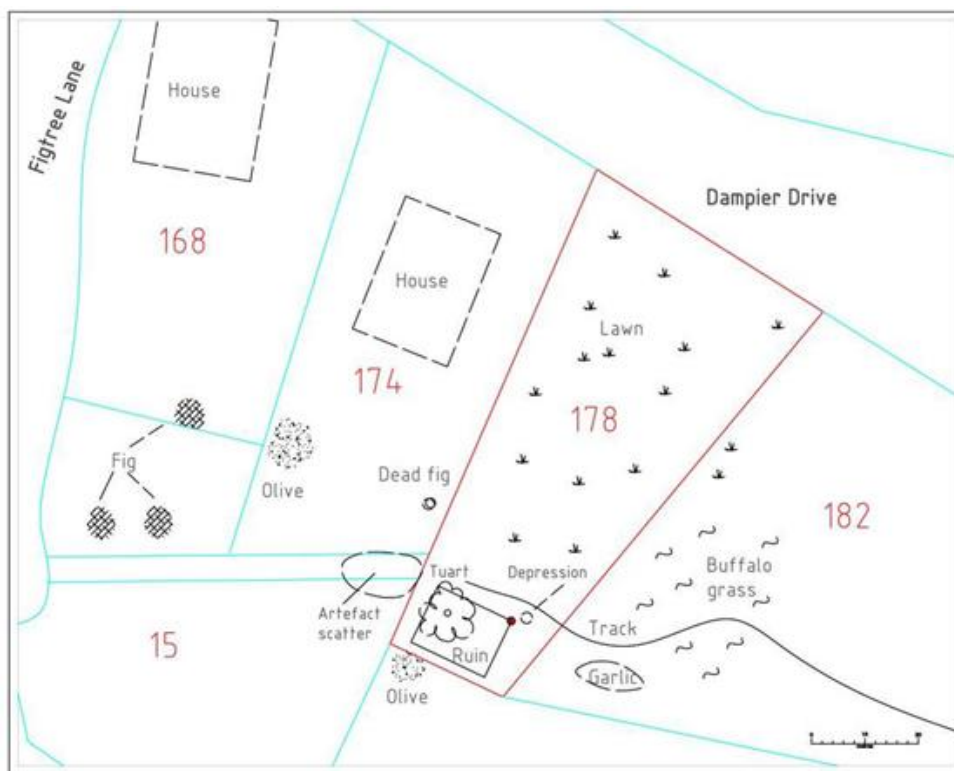 Figtree Lane
House
Dampier Drive
168
House
Lawn
174
178
Fig
Olive
Dead fig
182
Buffalo
grass
Tuart
Depression
Artefact
scatter
Track
15
Ruin
Garlic
Olive